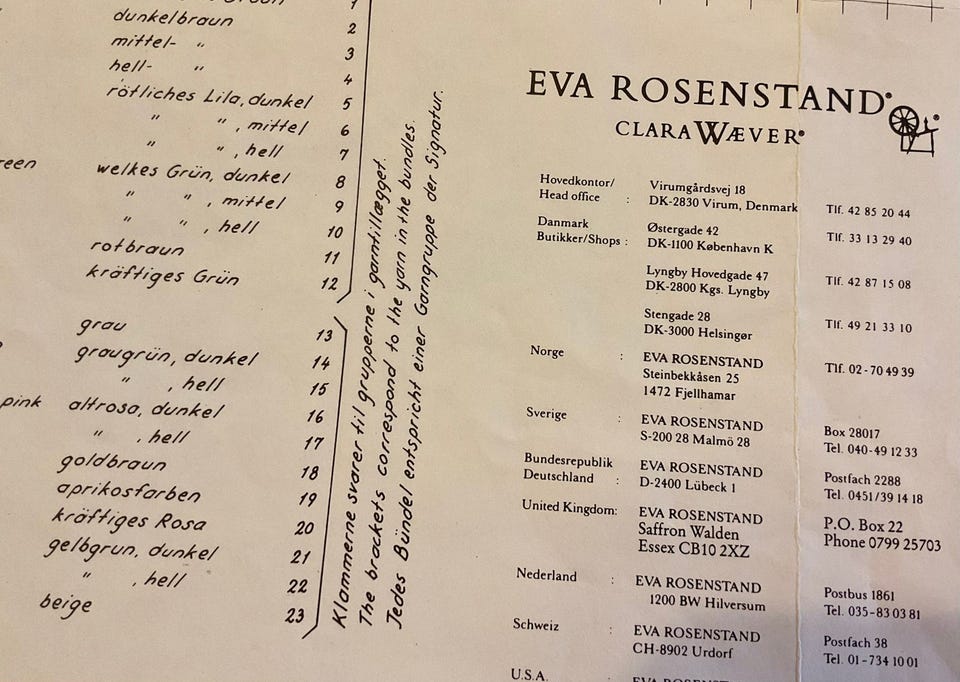 dunkelbraun 2
mittel- " 3
hell- " 4
rötliches Lila, dunkel 5
" " , mittel 6
" " , hell 7
welkes Grün, dunkel 8
" " , mittel 9
" " , hell 10
rotbraun 11
kräftiges Grün 12
grau 13
graugrün, dunkel 14
" , hell 15
pink altrosa, dunkel 16
" , hell 17
goldbraun 18
aprikosfarben 19
kräftiges Rosa 20
gelbgrun, dunkel 21
" , hell 22
beige 23
Klammerne svarer til grupperne i garntillægget.
The brackets correspond to the yarn in the bundles.
Jedes Bündel entspricht einer Garngruppe der Signatur.
EVA ROSENSTAND®
CLARA WÆVER®
Hovedkontor/ Virumgårdsvej 18
Head office : DK-2830 Virum, Denmark Tlf. 42 85 20 44
Danmark Østergade 42
Butikker/Shops : DK-1100 København K Tlf. 33 13 29 40
Lyngby Hovedgade 47
DK-2800 Kgs. Lyngby Tlf. 42 87 15 08
Stengade 28
DK-3000 Helsingør Tlf. 49 21 33 10
Norge : EVA ROSENSTAND
Steinbekkåsen 25 Tlf. 02-70 49 39
1472 Fjellhamar
Sverige : EVA ROSENSTAND Box 28017
S-200 28 Malmö 28 Tel. 040-49 12 33
Bundesrepublik EVA ROSENSTAND Postfach 2288
Deutschland : D-2400 Lübeck 1 Tel. 0451/39 14 18
United Kingdom: EVA ROSENSTAND
Saffron Walden P.O. Box 22
Essex CB10 2XZ Phone 0799 25703
Nederland : EVA ROSENSTAND Postbus 1861
1200 BW Hilversum Tel. 035-83 03 81
Schweiz : EVA ROSENSTAND Postfach 38
CH-8902 Urdorf Tel. 01-734 10 01
U.S.A.